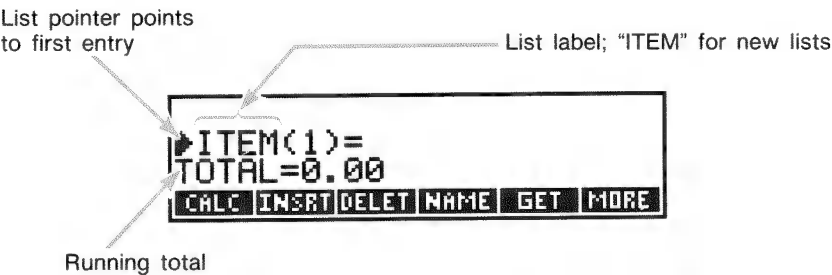 List pointer points
to first entry
List label; “ITEM” for new lists
ITEM(1)=
TOTAL=0.00
CALC INSRT DELET NAME GET MORE
Running total